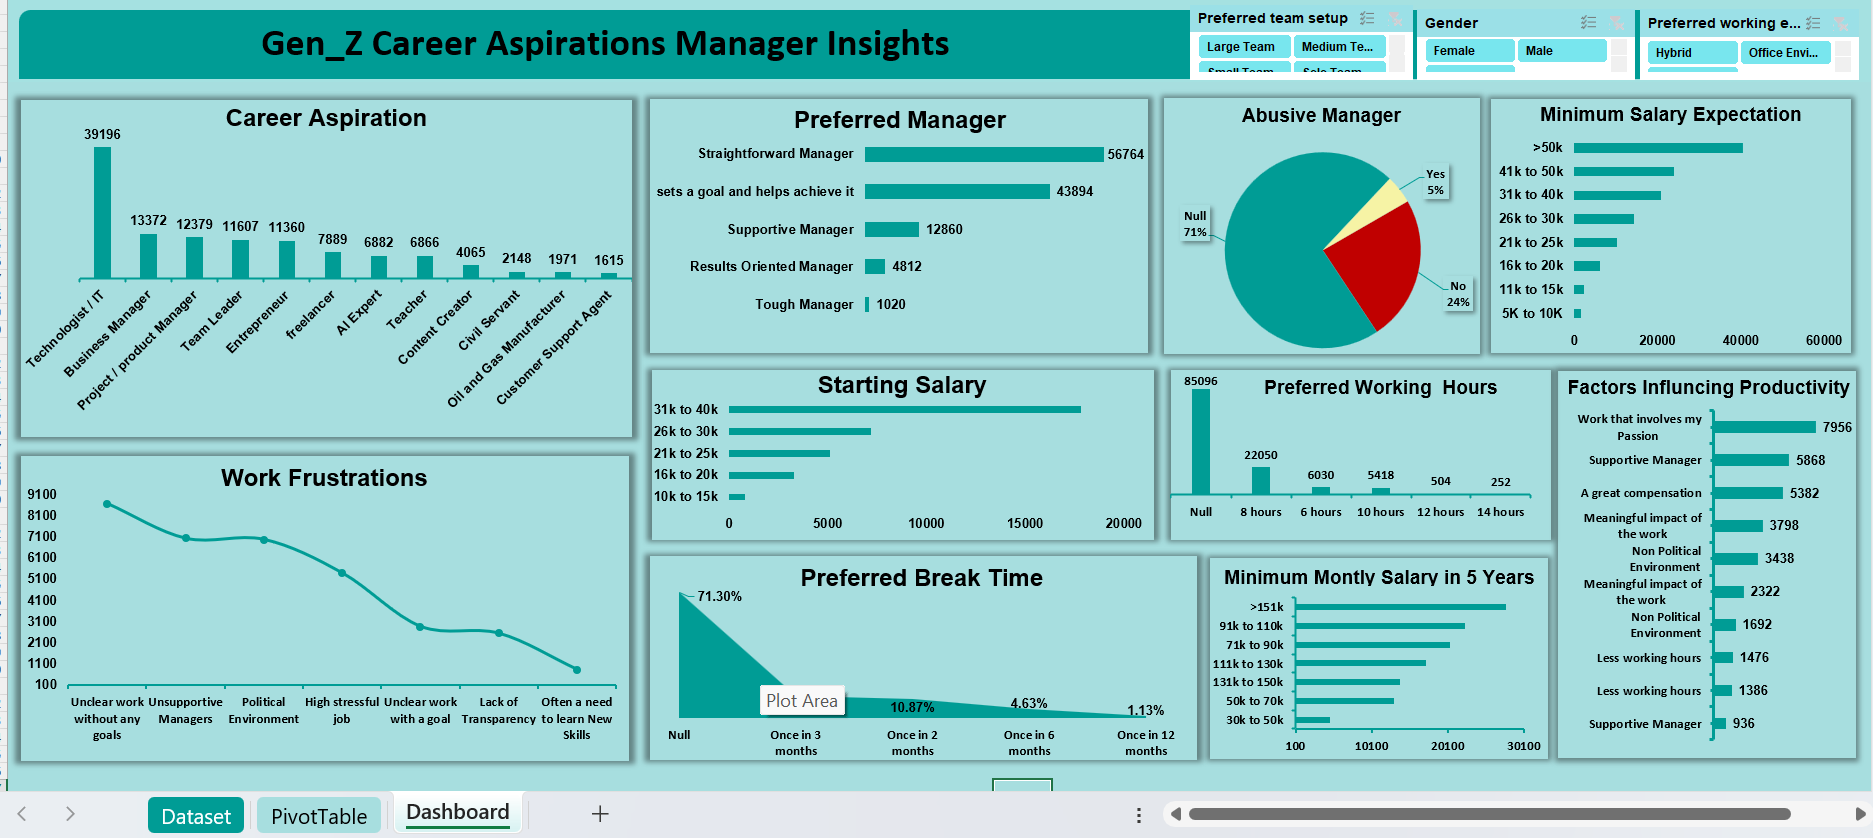 Gen_Z Career Aspirations Manager Insights
Preferred team setup
Large Team
Medium Te...
Small Team
Solo Team
Gender
Female
Male
Preferred working e...
Hybrid
Office Envi...
Career Aspiration
39196
13372
12379
11607
11360
7889
6882
6866
4065
2148
1971
1615
Technologist / IT
Business Manager
Project / product Manager
Team Leader
Entrepreneur
freelancer
AI Expert
Teacher
Content Creator
Civil Servant
Oil and Gas Manufacturer
Customer Support Agent
Preferred Manager
Straightforward Manager 56764
sets a goal and helps achieve it 43894
Supportive Manager 12860
Results Oriented Manager 4812
Tough Manager 1020
Abusive Manager
Yes
5%
Null
71%
No
24%
Minimum Salary Expectation
>50k
41k to 50k
31k to 40k
26k to 30k
21k to 25k
16k to 20k
11k to 15k
5K to 10K
0 20000 40000 60000
Work Frustrations
9100
8100
7100
6100
5100
4100
3100
2100
1100
100
Unclear work
without any
goals
Unsupportive
Managers
Political
Environment
High stressful
job
Unclear work
with a goal
Lack of
Transparency
Often a need
to learn New
Skills
Starting Salary
31k to 40k
26k to 30k
21k to 25k
16k to 20k
10k to 15k
0 5000 10000 15000 20000
Preferred Working Hours
85096
22050
6030
5418
504
252
Null 8 hours 6 hours 10 hours 12 hours 14 hours
Factors Influncing Productivity
Work that involves my
Passion
7956
Supportive Manager 5868
A great compensation 5382
Meaningful impact of
the work
3798
Non Political
Environment
3438
Meaningful impact of
the work
2322
Non Political
Environment
1692
Less working hours 1476
Less working hours 1386
Supportive Manager 936
Preferred Break Time
71.30%
Plot Area
10.87%
4.63%
1.13%
Null
Once in 3
months
Once in 2
months
Once in 6
months
Once in 12
months
Minimum Montly Salary in 5 Years
>151k
91k to 110k
71k to 90k
111k to 130k
131k to 150k
50k to 70k
30k to 50k
100 10100 20100 30100
Dataset
PivotTable
Dashboard